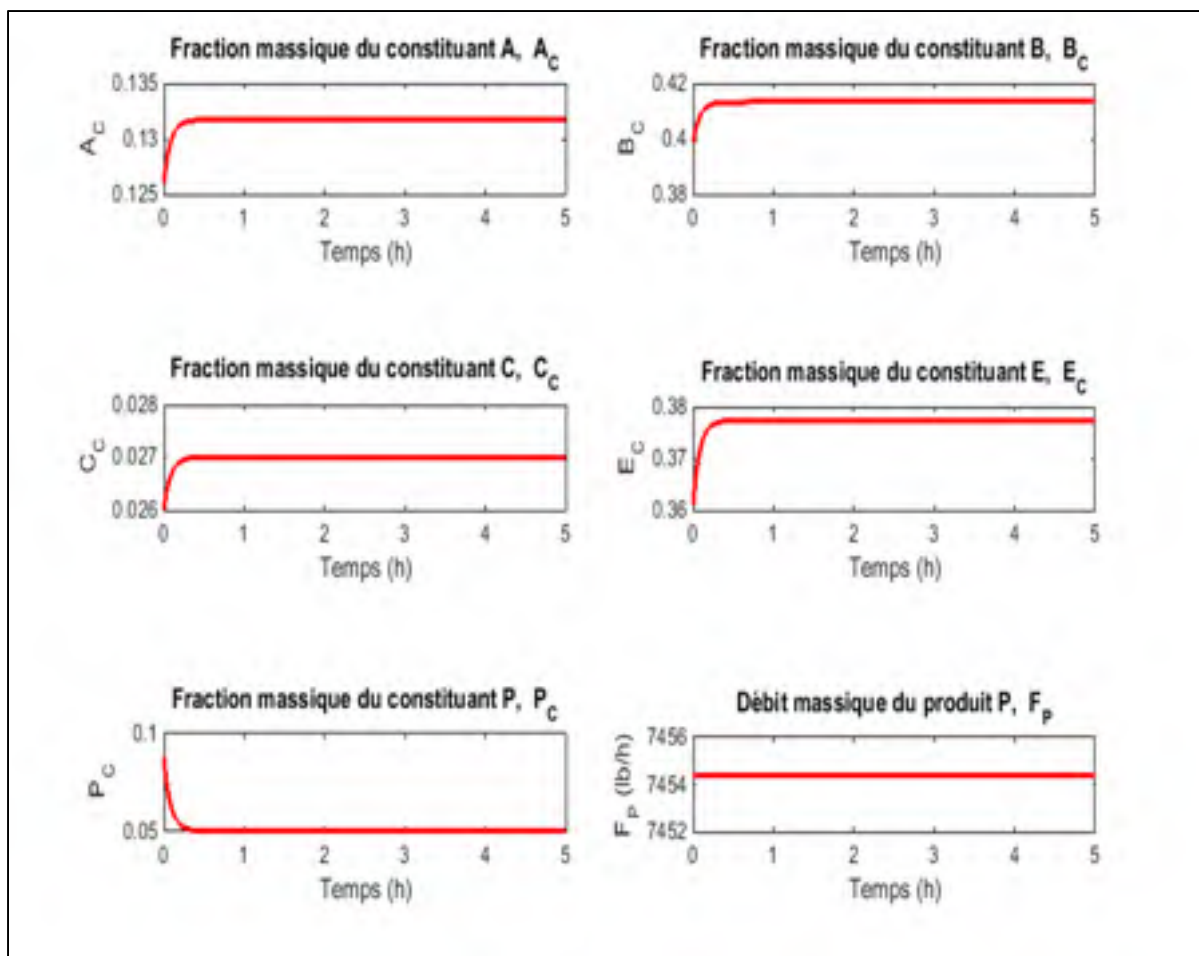 Fraction massique du constituant A, A_C
0.135
0.13
0.125
A_C
0 1 2 3 4 5
Temps (h)
Fraction massique du constituant B, B_C
0.42
0.4
0.38
B_C
0 1 2 3 4 5
Temps (h)
Fraction massique du constituant C, C_C
0.028
0.027
0.026
C_C
0 1 2 3 4 5
Temps (h)
Fraction massique du constituant E, E_C
0.38
0.37
0.36
E_C
0 1 2 3 4 5
Temps (h)
Fraction massique du constituant P, P_C
0.1
0.05
P_C
0 1 2 3 4 5
Temps (h)
Débit massique du produit P, F_P
7456
7454
7452
F_P (lb/h)
0 1 2 3 4 5
Temps (h)